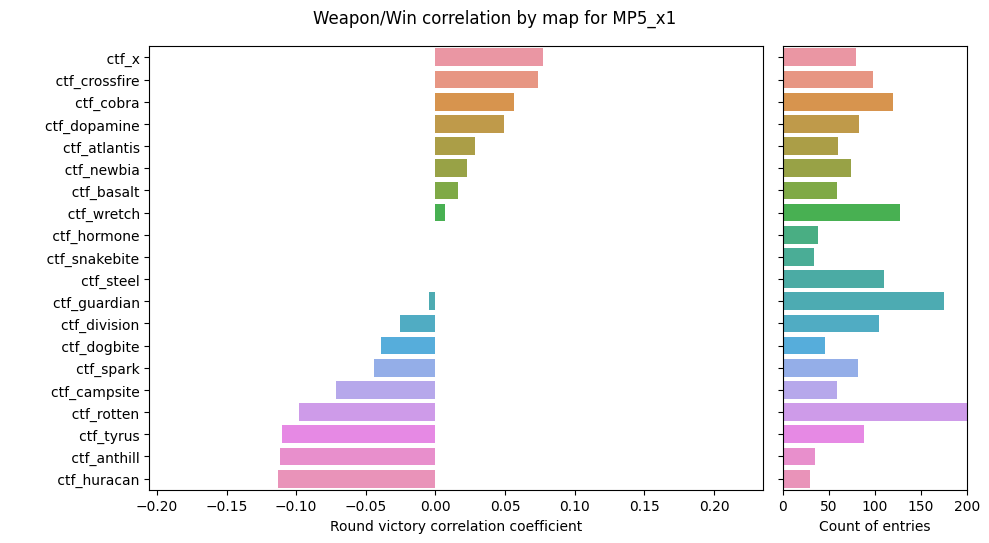 Weapon/Win correlation by map for MP5_x1
ctf_x
ctf_crossfire
ctf_cobra
ctf_dopamine
ctf_atlantis
ctf_newbia
ctf_basalt
ctf_wretch
ctf_hormone
ctf_snakebite
ctf_steel
ctf_guardian
ctf_division
ctf_dogbite
ctf_spark
ctf_campsite
ctf_rotten
ctf_tyrus
ctf_anthill
ctf_huracan
−0.20 −0.15 −0.10 −0.05 0.00 0.05 0.10 0.15 0.20
Round victory correlation coefficient
0 50 100 150 200
Count of entries